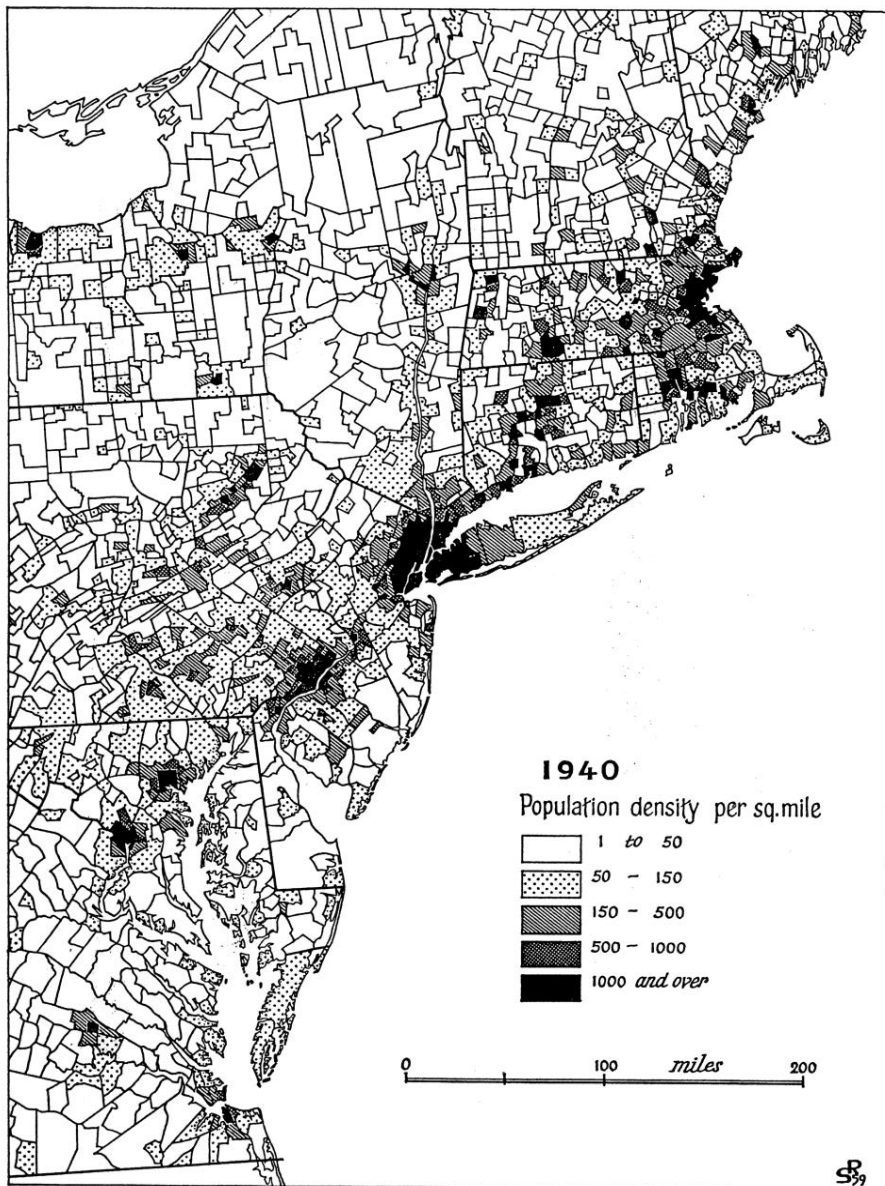 1940
Population density per sq.mile
1 to 50
50 - 150
150 - 500
500 - 1000
1000 and over
0 100 miles 200